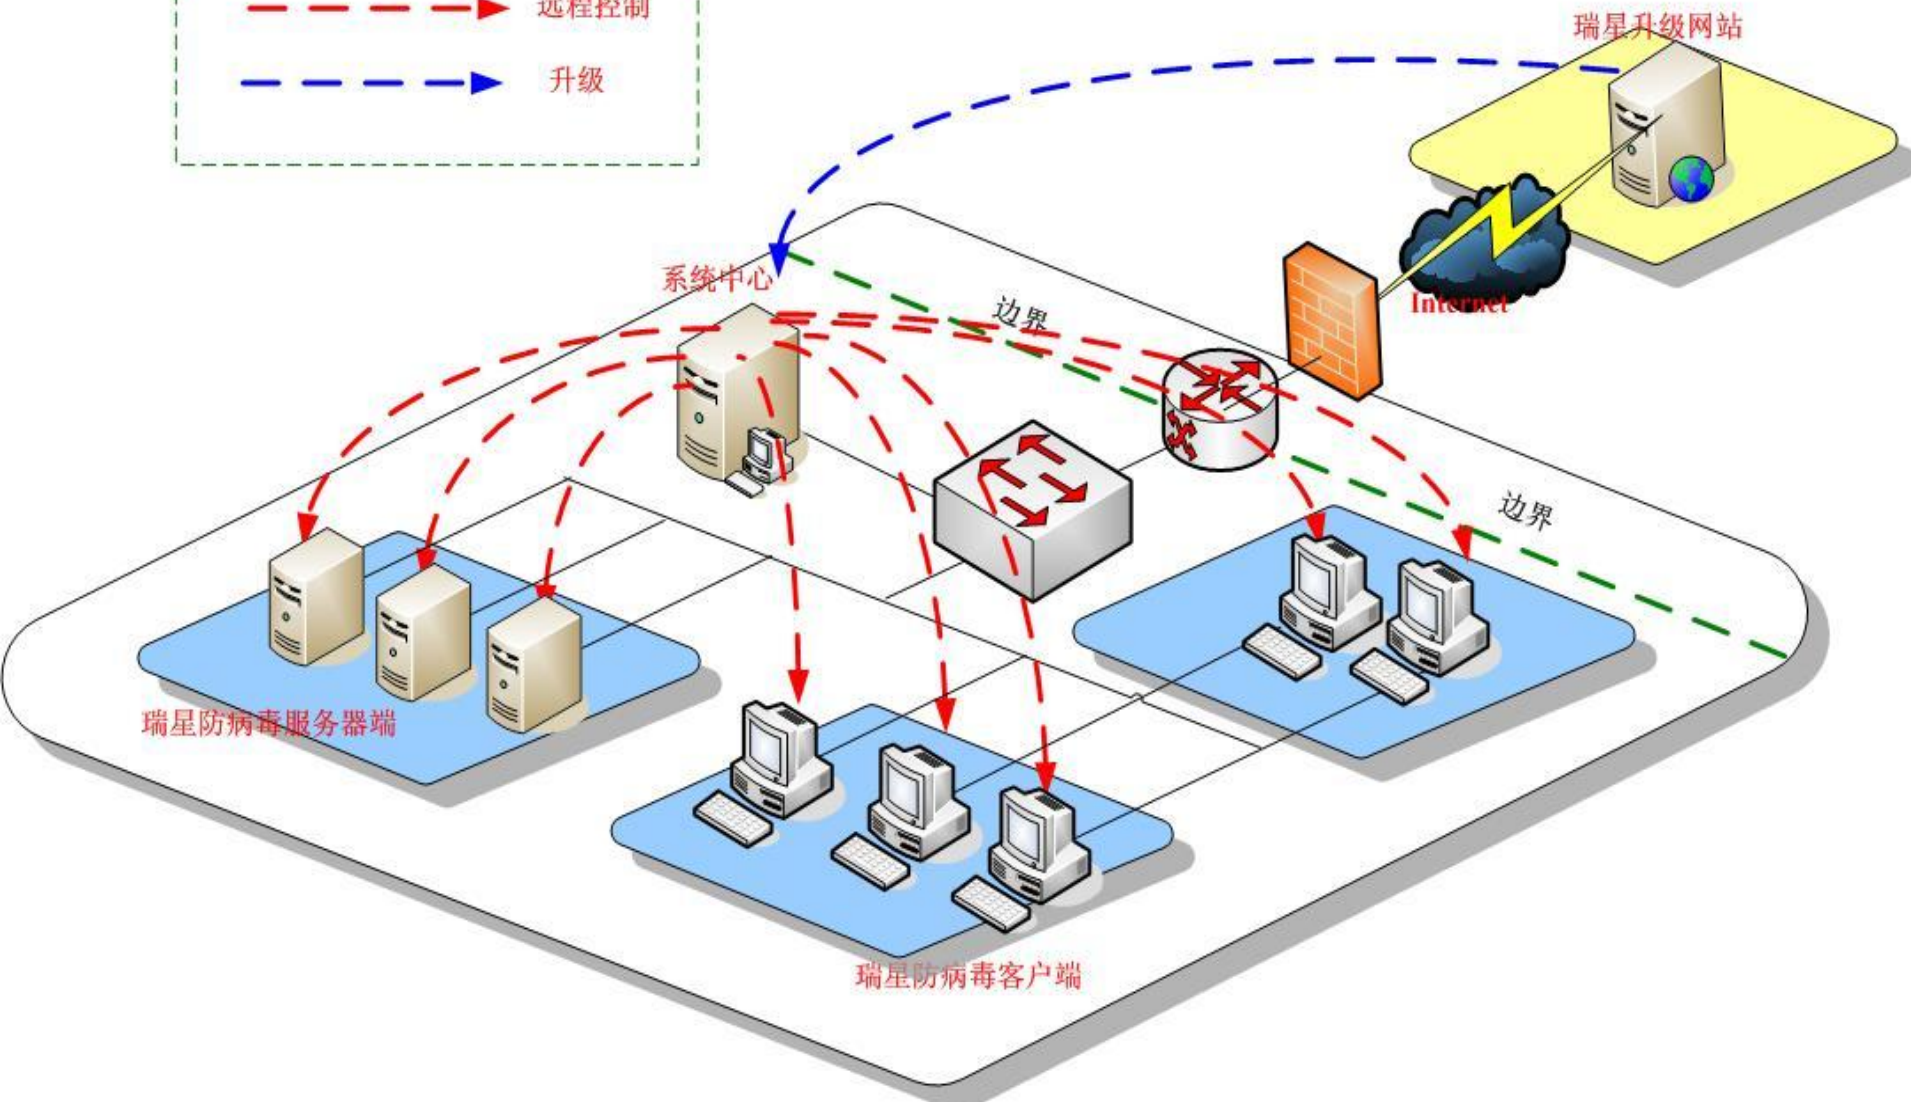 远程控制
瑞星升级网站
升级
系统中心
边界
Internet
边界
瑞星防病毒服务器端
瑞星防病毒客户端